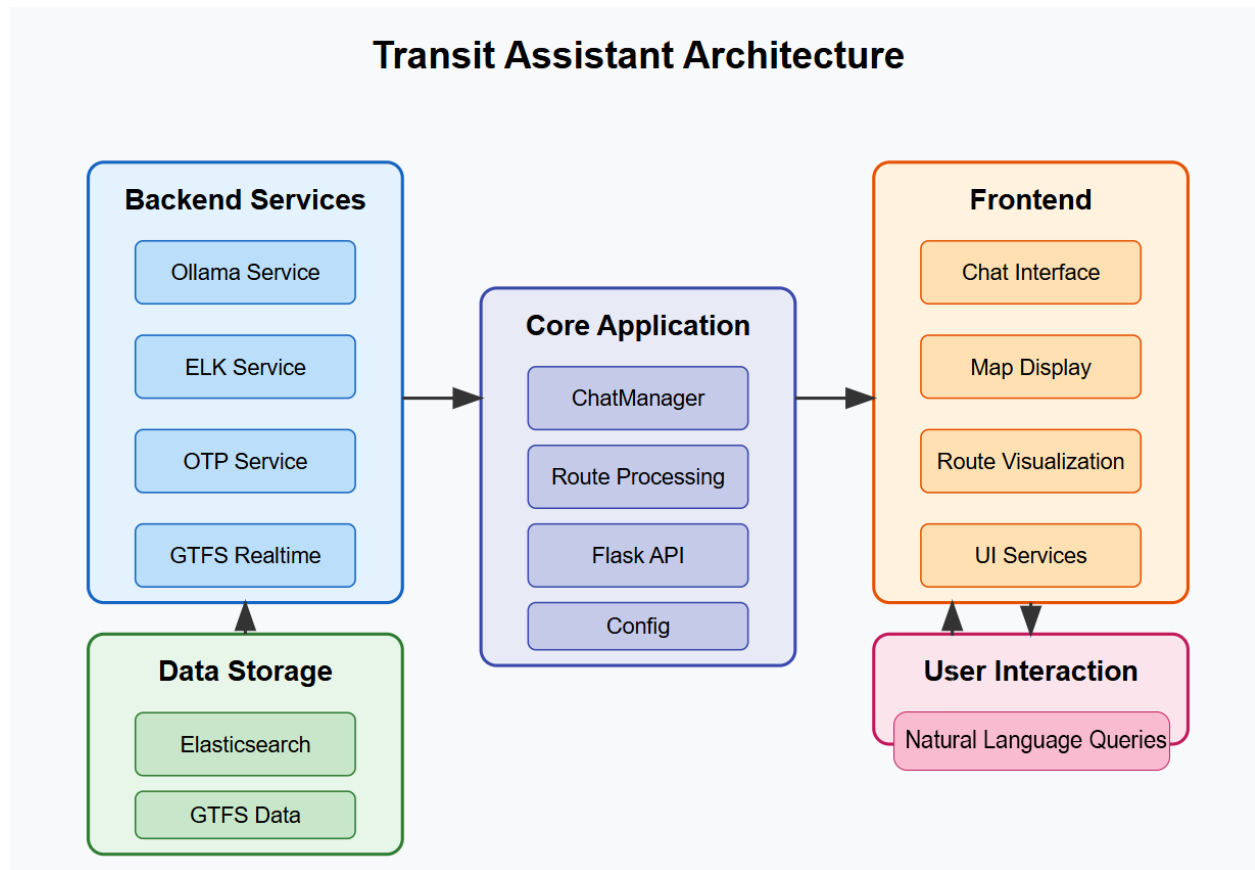 Transit Assistant Architecture
Backend Services
Ollama Service
ELK Service
OTP Service
GTFS Realtime
Data Storage
Elasticsearch
GTFS Data
Core Application
ChatManager
Route Processing
Flask API
Config
Frontend
Chat Interface
Map Display
Route Visualization
UI Services
User Interaction
Natural Language Queries